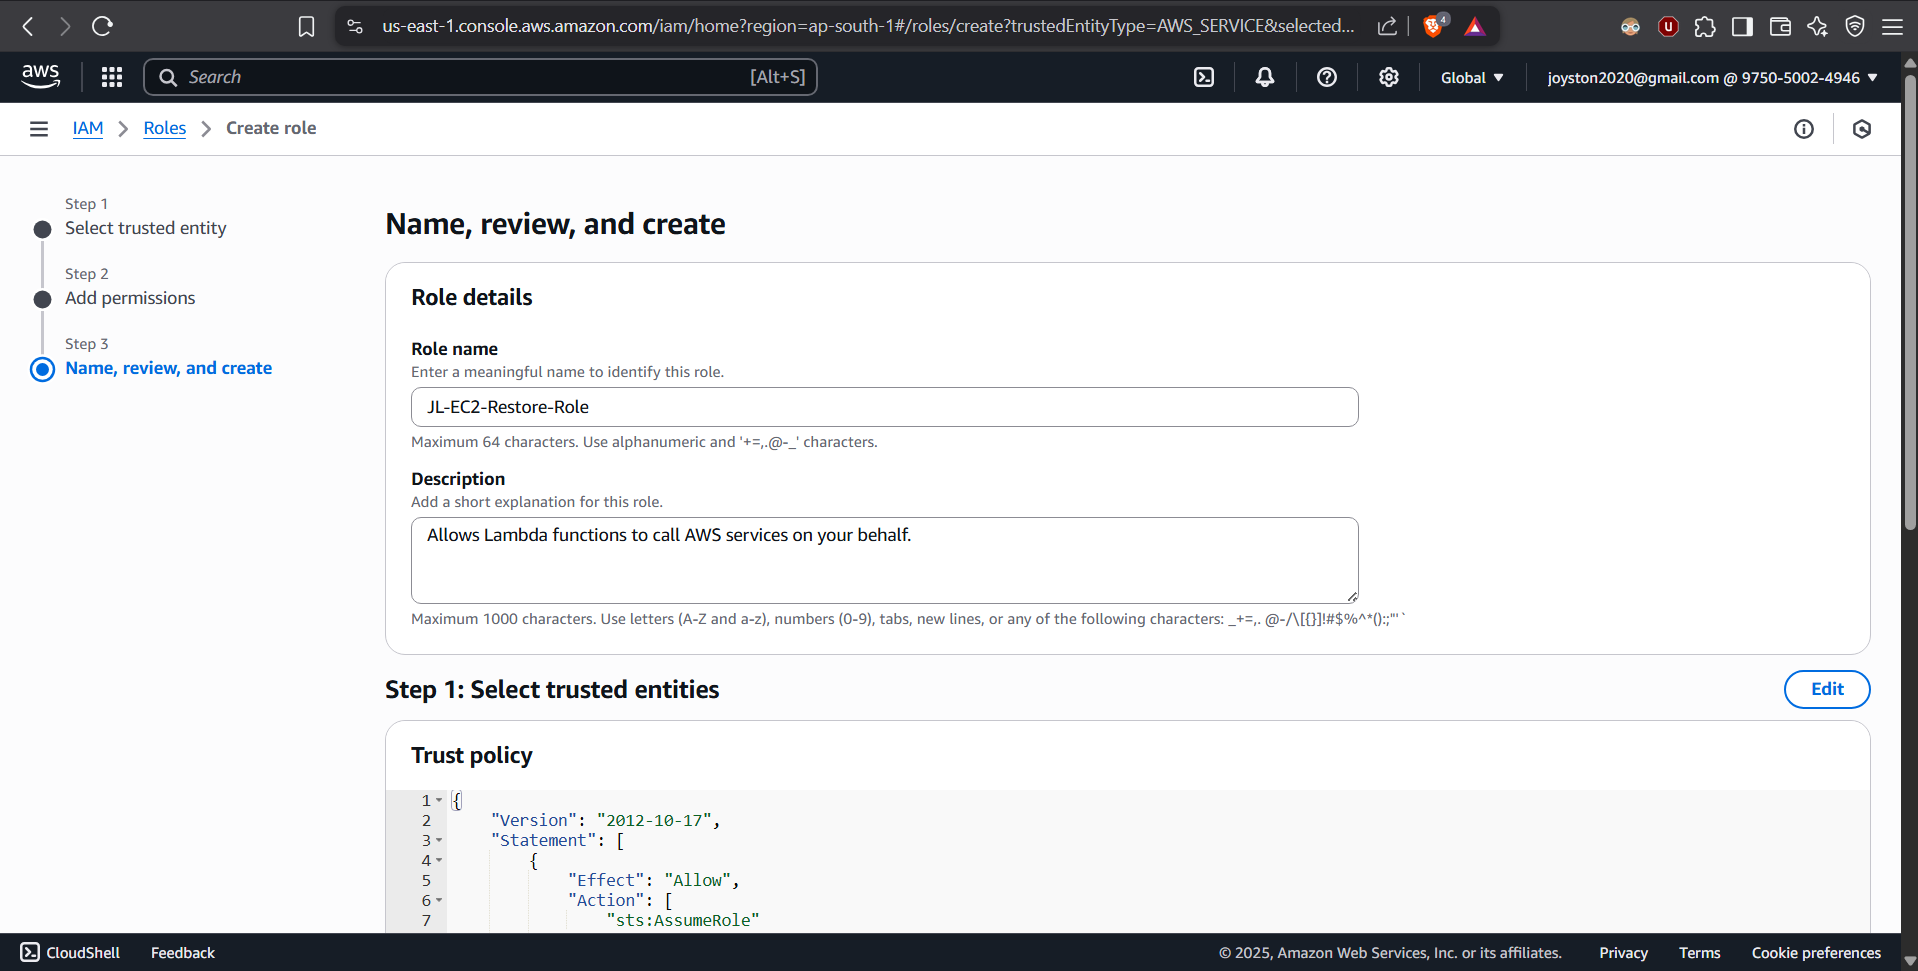 us-east-1.console.aws.amazon.com/iam/home?region=ap-south-1#/roles/create?trustedEntityType=AWS_SERVICE&selected...
4
aws
Search [Alt+S]
Global
joyston2020@gmail.com @ 9750-5002-4946
IAM > Roles > Create role
Step 1
Select trusted entity
Step 2
Add permissions
Step 3
Name, review, and create
Name, review, and create
Role details
Role name
Enter a meaningful name to identify this role.
JL-EC2-Restore-Role
Maximum 64 characters. Use alphanumeric and '+=,.@-_' characters.
Description
Add a short explanation for this role.
Allows Lambda functions to call AWS services on your behalf.
Maximum 1000 characters. Use letters (A-Z and a-z), numbers (0-9), tabs, new lines, or any of the following characters: _+=,. @-/\[{}]!#$%^*();:"'`
Step 1: Select trusted entities
Edit
Trust policy
1 {
2 "Version": "2012-10-17",
3 "Statement": [
4 {
5 "Effect": "Allow",
6 "Action": [
7 "sts:AssumeRole"
CloudShell Feedback
© 2025, Amazon Web Services, Inc. or its affiliates. Privacy Terms Cookie preferences